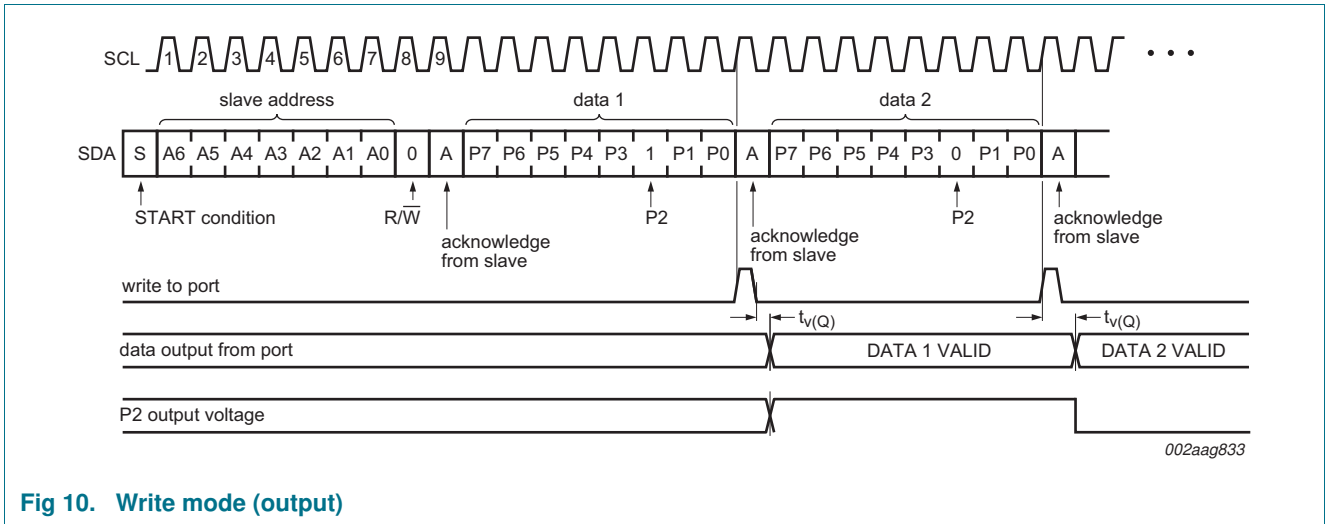 SCL 1 2 3 4 5 6 7 8 9
slave address data 1 data 2
SDA S A6 A5 A4 A3 A2 A1 A0 0 A P7 P6 P5 P4 P3 1 P1 P0 A P7 P6 P5 P4 P3 0 P1 P0 A
START condition R/W̅ acknowledge from slave P2 acknowledge from slave P2 acknowledge from slave
write to port
tv(Q) tv(Q)
data output from port DATA 1 VALID DATA 2 VALID
P2 output voltage
002aag833
Fig 10. Write mode (output)